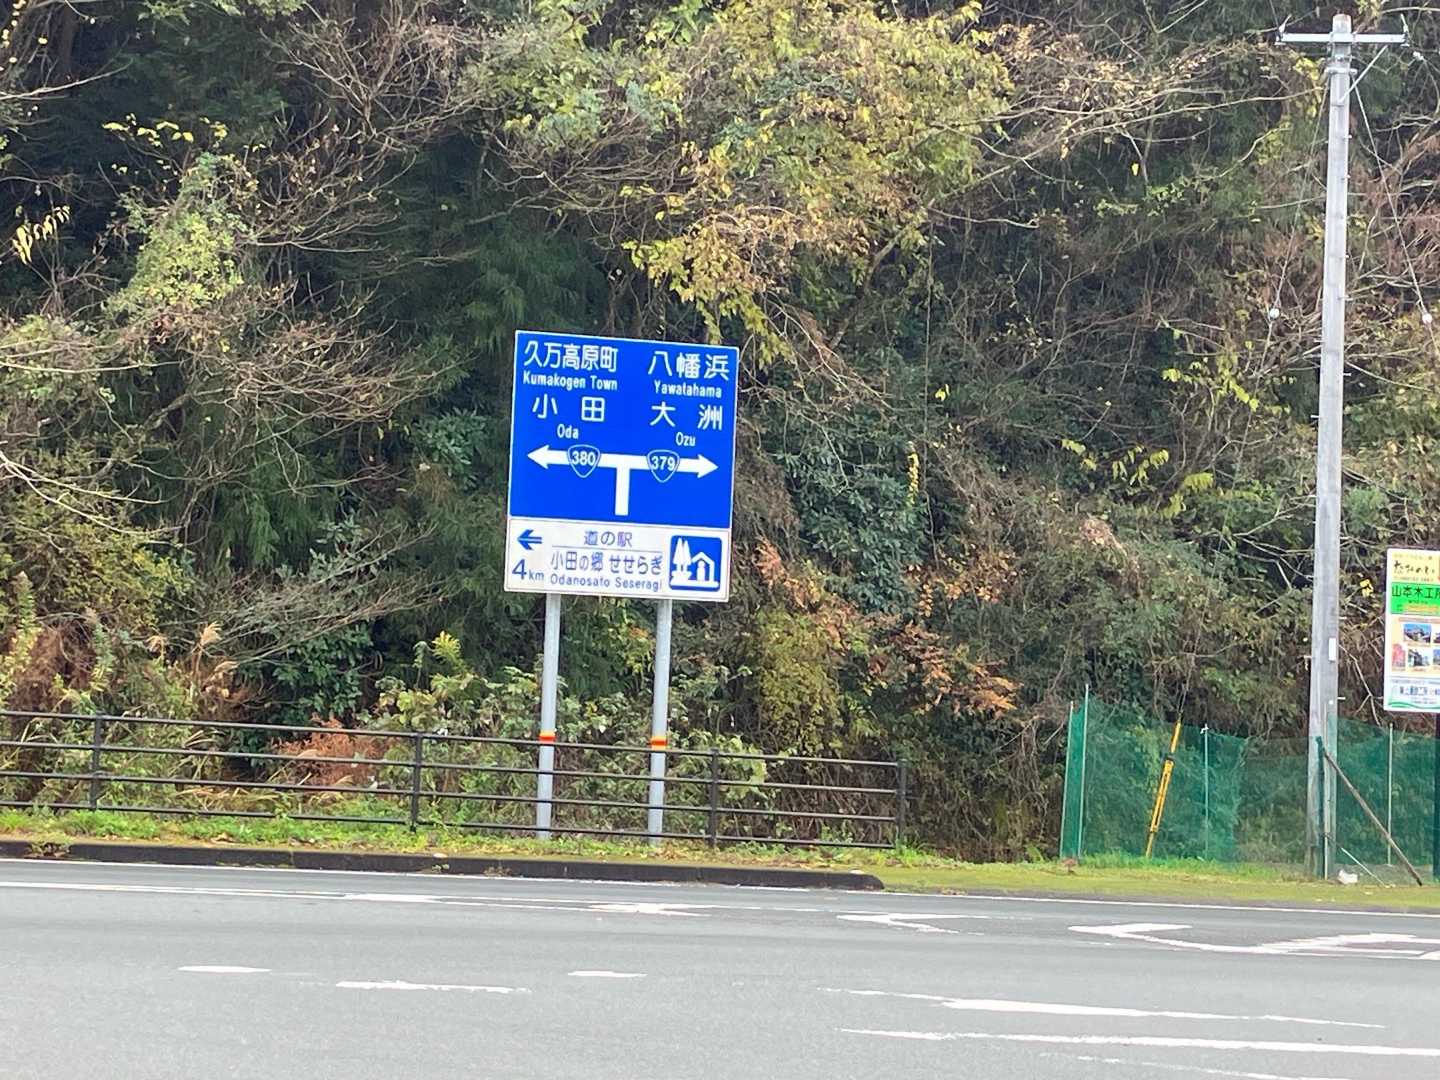 久万高原町
Kumakogen Town
小田
Oda
八幡浜
Yawatahama
大洲
Ozu
380
379
道の駅
小田の郷 せせらぎ
Odanosato Seseragi
4km
山本木工所